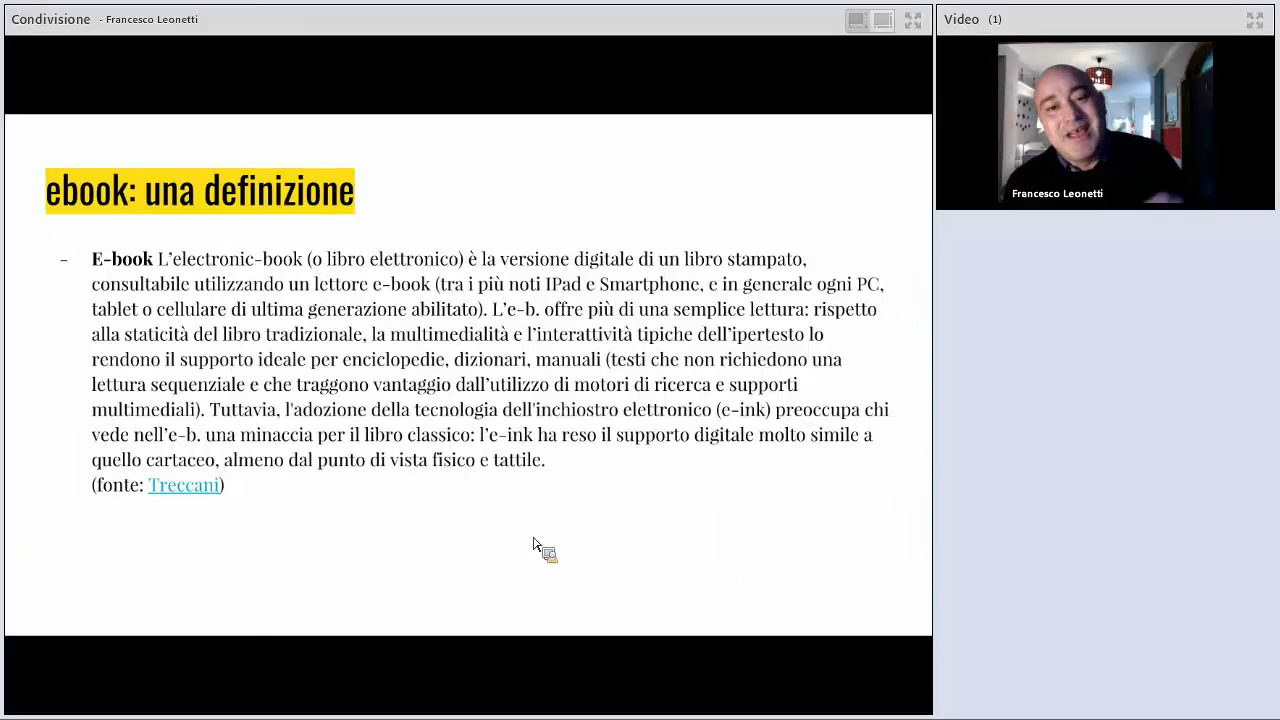 Condivisione - Francesco Leonetti
Video (1)
Francesco Leonetti
ebook: una definizione
- E-book L’electronic-book (o libro elettronico) è la versione digitale di un libro stampato,
consultabile utilizzando un lettore e-book (tra i più noti IPad e Smartphone, e in generale ogni PC,
tablet o cellulare di ultima generazione abilitato). L’e-b. offre più di una semplice lettura: rispetto
alla staticità del libro tradizionale, la multimedialità e l’interattività tipiche dell’ipertesto lo
rendono il supporto ideale per enciclopedie, dizionari, manuali (testi che non richiedono una
lettura sequenziale e che traggono vantaggio dall’utilizzo di motori di ricerca e supporti
multimediali). Tuttavia, l'adozione della tecnologia dell'inchiostro elettronico (e-ink) preoccupa chi
vede nell’e-b. una minaccia per il libro classico: l’e-ink ha reso il supporto digitale molto simile a
quello cartaceo, almeno dal punto di vista fisico e tattile.
(fonte: Treccani)